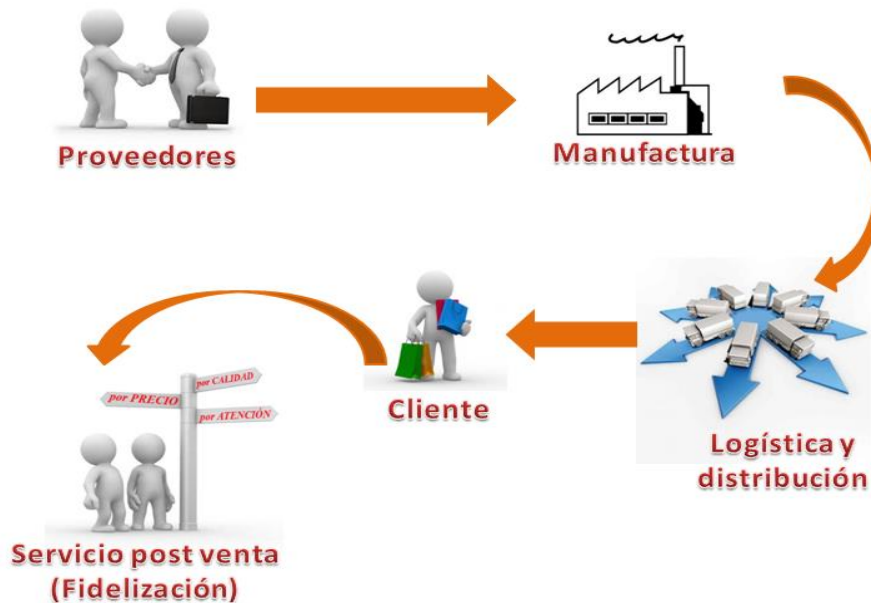 Proveedores
Manufactura
Logística y
distribución
Cliente
por CALIDAD
por PRECIO
por ATENCIÓN
Servicio post venta
(Fidelización)